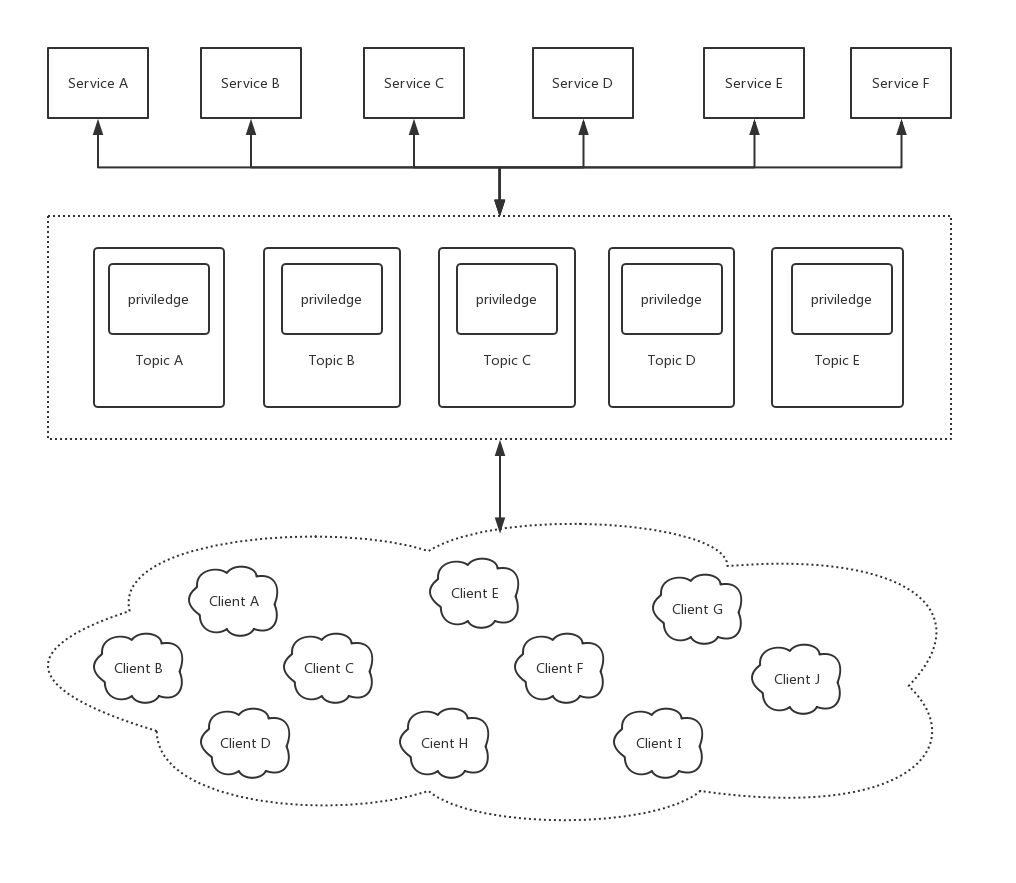 Service A
Service B
Service C
Service D
Service E
Service F
priviledge
priviledge
priviledge
priviledge
priviledge
Topic A
Topic B
Topic C
Topic D
Topic E
Client A
Client E
Client G
Client B
Client C
Client F
Client J
Client D
Cient H
Client I